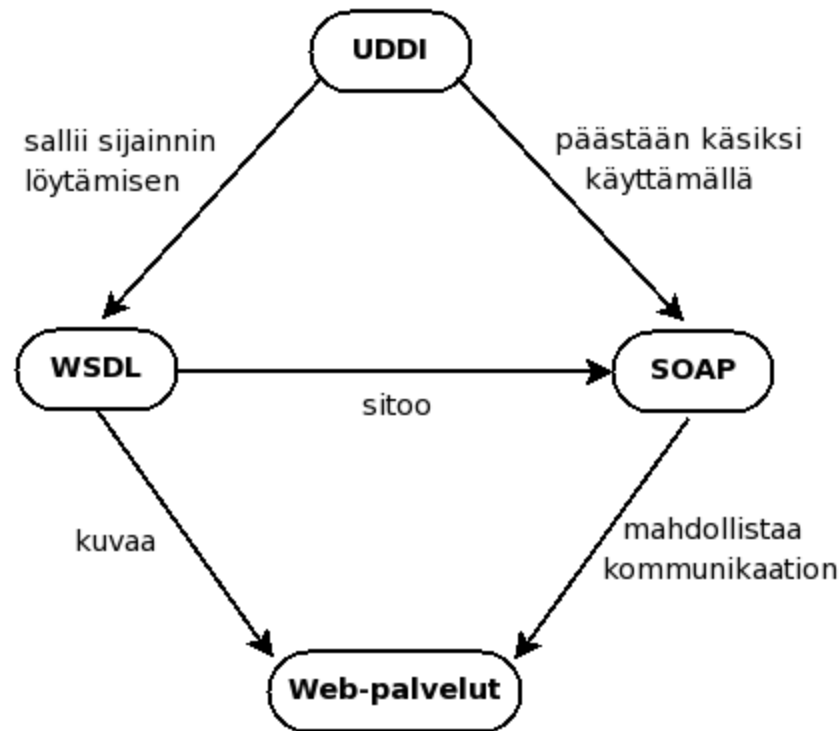 UDDI
sallii sijainnin
löytämisen
päästään käsiksi
käyttämällä
WSDL
SOAP
sitoo
kuvaa
mahdollistaa
kommunikaation
Web-palvelut